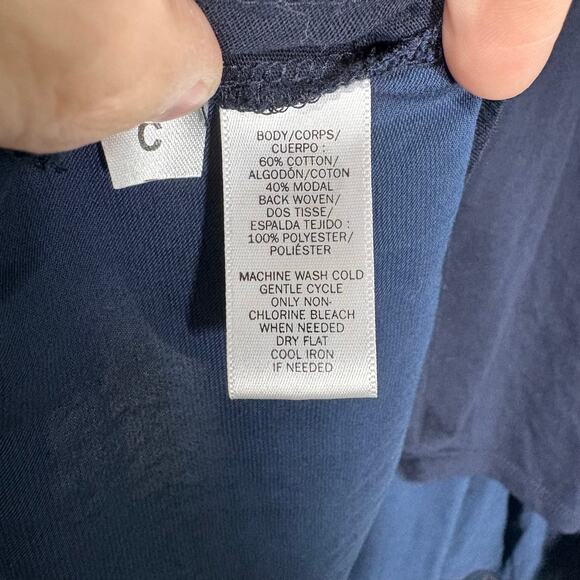 C
BODY/CORPS/
CUERPO :
60% COTTON/
ALGODÓN/COTON
40% MODAL
BACK WOVEN/
DOS TISSE/
ESPALDA TEJIDO :
100% POLYESTER/
POLIÉSTER
MACHINE WASH COLD
GENTLE CYCLE
ONLY NON-
CHLORINE BLEACH
WHEN NEEDED
DRY FLAT
COOL IRON
IF NEEDED